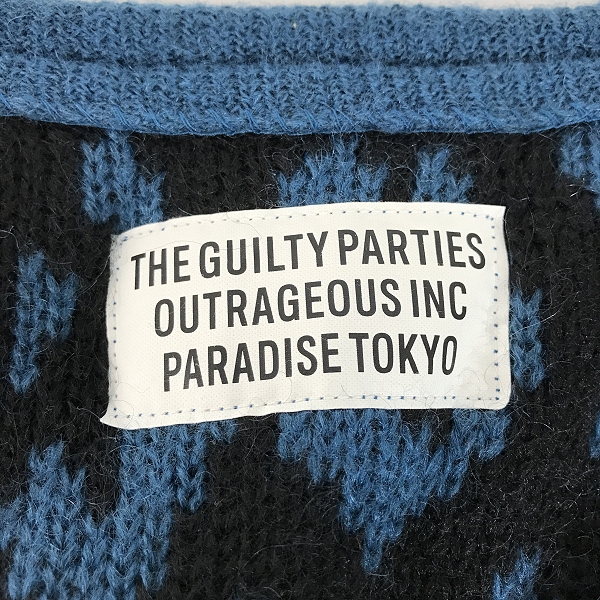 THE GUILTY PARTIES
OUTRAGEOUS INC
PARADISE TOKYO